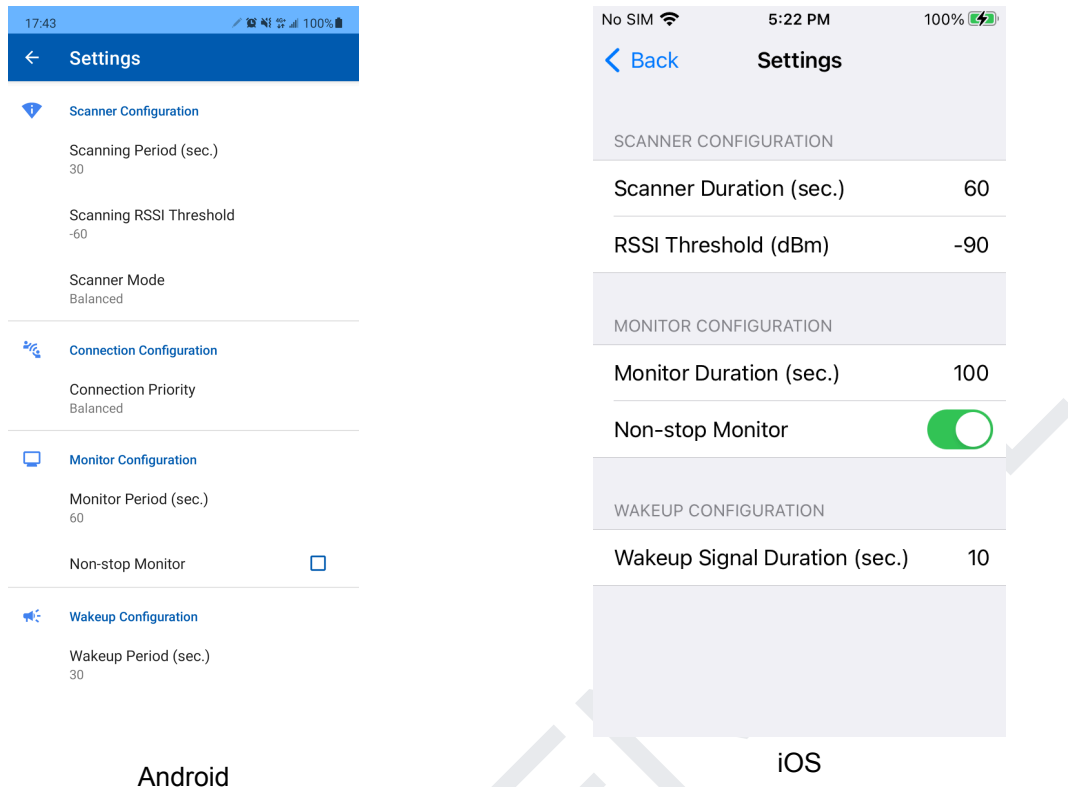 17:43
100%
Settings
Scanner Configuration
Scanning Period (sec.)
30
Scanning RSSI Threshold
-60
Scanner Mode
Balanced
Connection Configuration
Connection Priority
Balanced
Monitor Configuration
Monitor Period (sec.)
60
Non-stop Monitor
Wakeup Configuration
Wakeup Period (sec.)
30
Android
No SIM 5:22 PM 100%
Back Settings
SCANNER CONFIGURATION
Scanner Duration (sec.) 60
RSSI Threshold (dBm) -90
MONITOR CONFIGURATION
Monitor Duration (sec.) 100
Non-stop Monitor
WAKEUP CONFIGURATION
Wakeup Signal Duration (sec.) 10
iOS